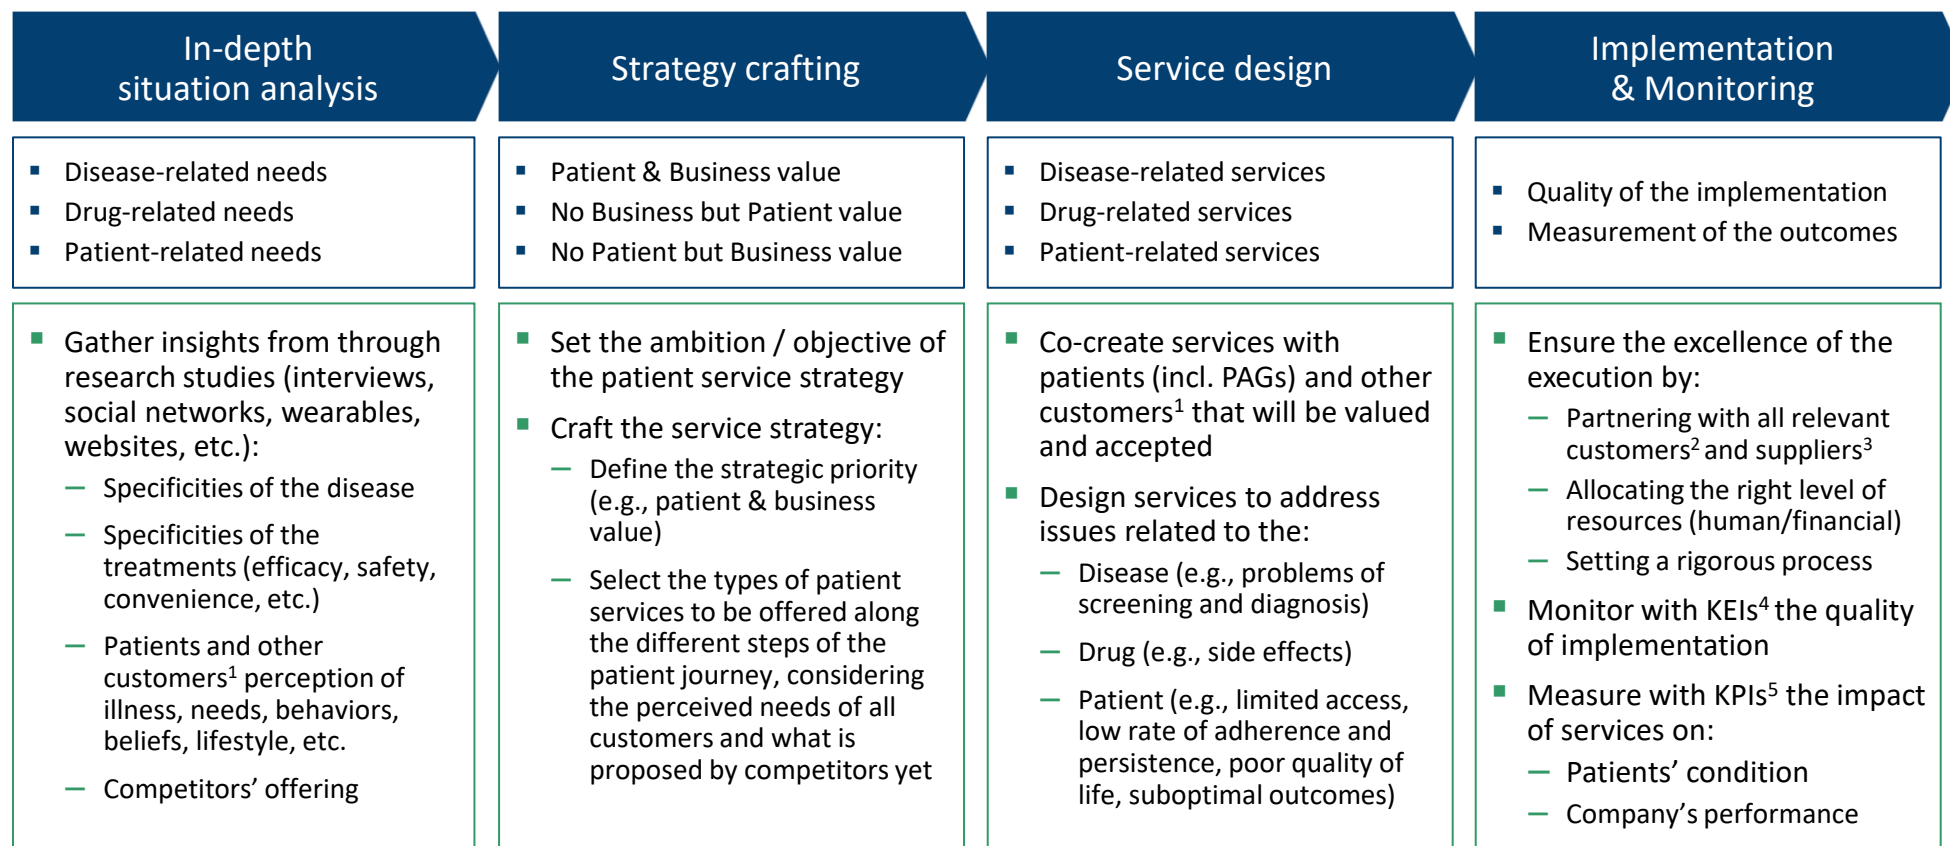 In-depth
situation analysis
Strategy crafting
Service design
Implementation
& Monitoring
▪ Disease-related needs
▪ Drug-related needs
▪ Patient-related needs
▪ Patient & Business value
▪ No Business but Patient value
▪ No Patient but Business value
▪ Disease-related services
▪ Drug-related services
▪ Patient-related services
▪ Quality of the implementation
▪ Measurement of the outcomes
▪ Gather insights from through
research studies (interviews,
social networks, wearables,
websites, etc.):
— Specificities of the disease
— Specificities of the
treatments (efficacy, safety,
convenience, etc.)
— Patients and other
customers¹ perception of
illness, needs, behaviors,
beliefs, lifestyle, etc.
— Competitors’ offering
▪ Set the ambition / objective of
the patient service strategy
▪ Craft the service strategy:
— Define the strategic priority
(e.g., patient & business
value)
— Select the types of patient
services to be offered along
the different steps of the
patient journey, considering
the perceived needs of all
customers and what is
proposed by competitors yet
▪ Co-create services with
patients (incl. PAGs) and other
customers¹ that will be valued
and accepted
▪ Design services to address
issues related to the:
— Disease (e.g., problems of
screening and diagnosis)
— Drug (e.g., side effects)
— Patient (e.g., limited access,
low rate of adherence and
persistence, poor quality of
life, suboptimal outcomes)
▪ Ensure the excellence of the
execution by:
— Partnering with all relevant
customers² and suppliers³
— Allocating the right level of
resources (human/financial)
— Setting a rigorous process
▪ Monitor with KEIs⁴ the quality
of implementation
▪ Measure with KPIs⁵ the impact
of services on:
— Patients’ condition
— Company’s performance